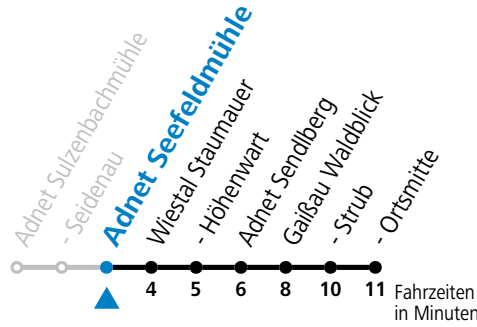 Adnet Sulzenbachmühle
- Seidenau
Adnet Seefeldmühle
Wiestal Staumauer
- Höhenwart
Adnet Sendlberg
Gaißau Waldblick
- Strub
- Ortsmitte
4 5 6 8 10 11 Fahrzeiten
in Minuten